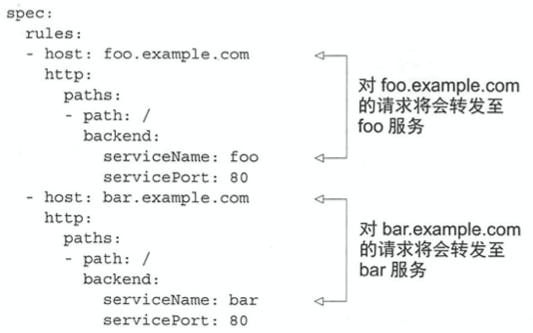 spec:
rules:
- host: foo.example.com
http:
paths:
- path: /
backend:
serviceName: foo
servicePort: 80
- host: bar.example.com
http:
paths:
- path: /
backend:
serviceName: bar
servicePort: 80
对 foo.example.com
的请求将会转发至
foo 服务
对 bar.example.com
的请求将会转发至
bar 服务